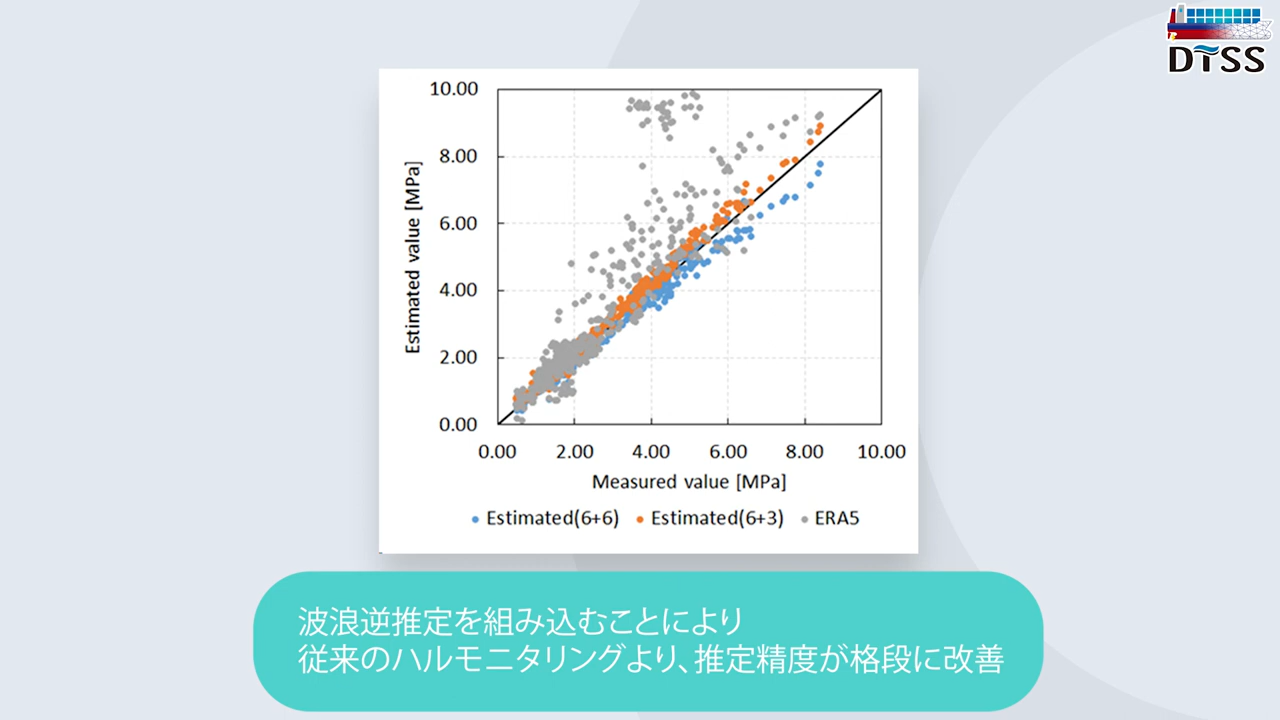 DTSS
10.00
8.00
6.00
4.00
2.00
0.00
Estimated value [MPa]
0.00 2.00 4.00 6.00 8.00 10.00
Measured value [MPa]
Estimated(6+6) Estimated(6+3) ERA5
波浪逆推定を組み込むことにより
従来のハルモニタリングより、推定精度が格段に改善